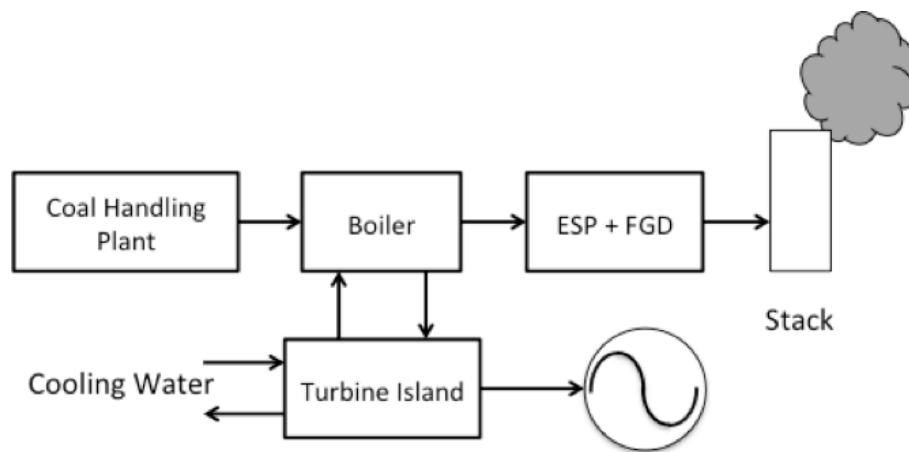 Coal Handling
Plant
Boiler
ESP + FGD
Stack
Cooling Water
Turbine Island